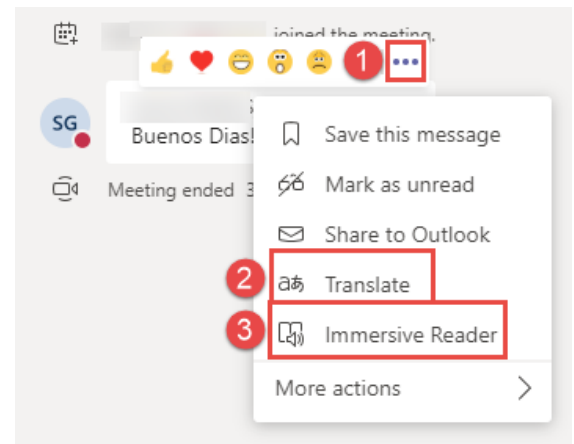 joined the meeting.
1
SG
Buenos Dias!
Save this message
Mark as unread
Meeting ended 3
Share to Outlook
2
Translate
3
Immersive Reader
More actions